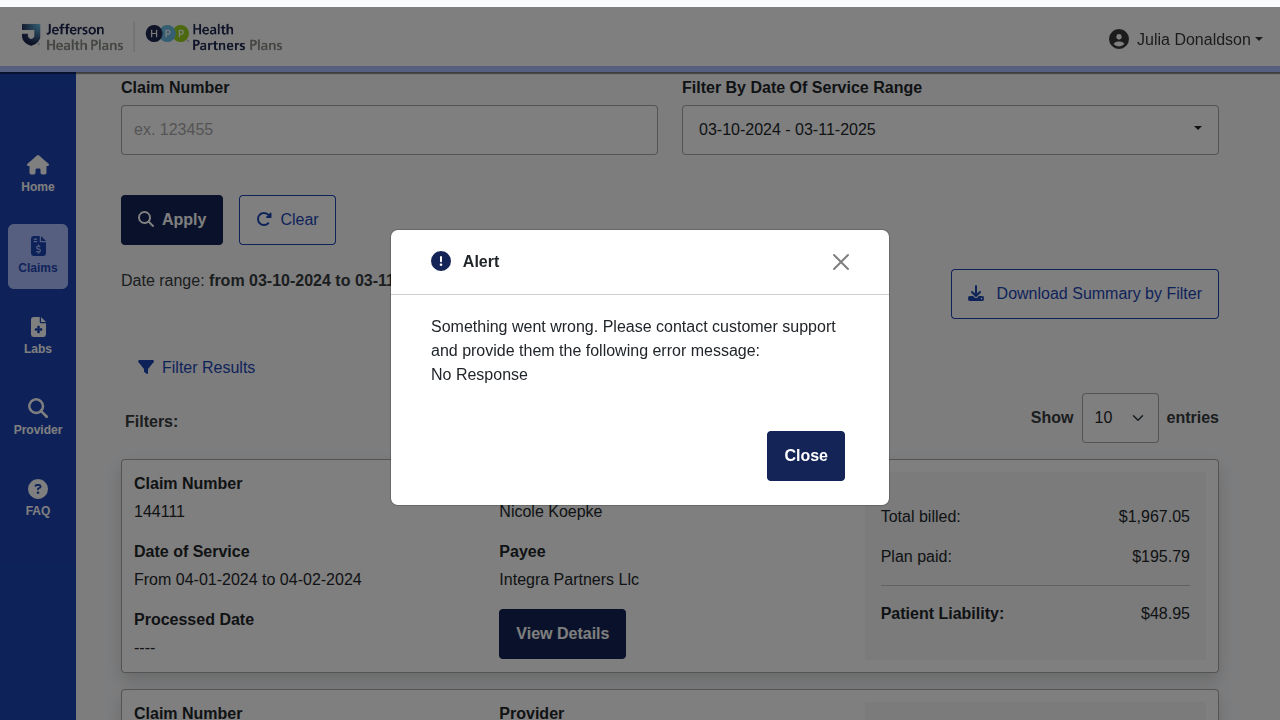 Jefferson
Health Plans
H P P
Health
Partners Plans
Julia Donaldson
Claim Number
Filter By Date Of Service Range
ex. 123455
03-10-2024 - 03-11-2025
Home
Apply
Clear
Claims
Date range: from 03-10-2024 to 03-11
Download Summary by Filter
Alert
Something went wrong. Please contact customer support
and provide them the following error message:
No Response
Close
Labs
Filter Results
Filters:
Show 10 entries
Provider
FAQ
Claim Number
144111
Nicole Koepke
Date of Service
From 04-01-2024 to 04-02-2024
Payee
Integra Partners Llc
Processed Date
----
View Details
Total billed: $1,967.05
Plan paid: $195.79
Patient Liability: $48.95
Claim Number
Provider